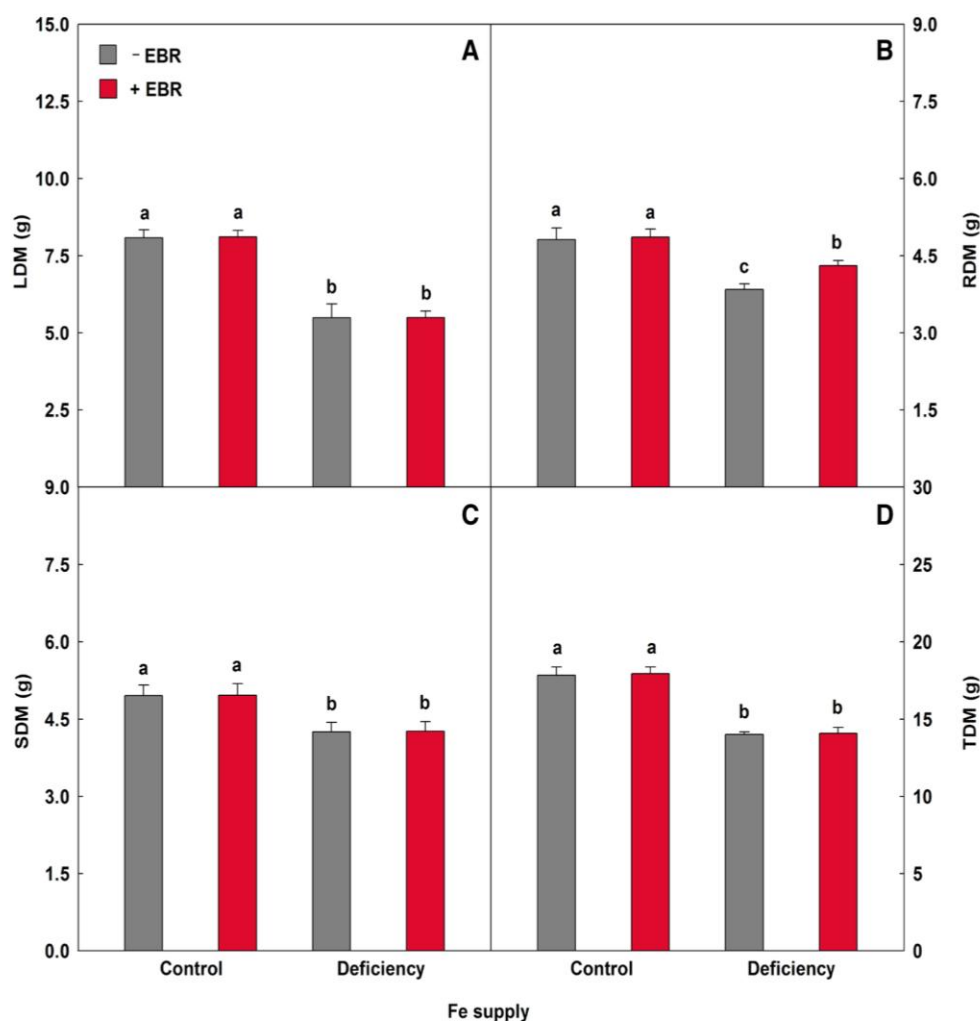 15.0
12.5
10.0
7.5
5.0
2.5
LDM (g)
− EBR
+ EBR
A
a
a
b
b
B
a
a
c
b
9.0
7.5
6.0
4.5
3.0
1.5
RDM (g)
9.0
7.5
6.0
4.5
3.0
1.5
0.0
SDM (g)
C
a
a
b
b
D
a
a
b
b
30
25
20
15
10
5
0
TDM (g)
Control
Deficiency
Control
Deficiency
Fe supply